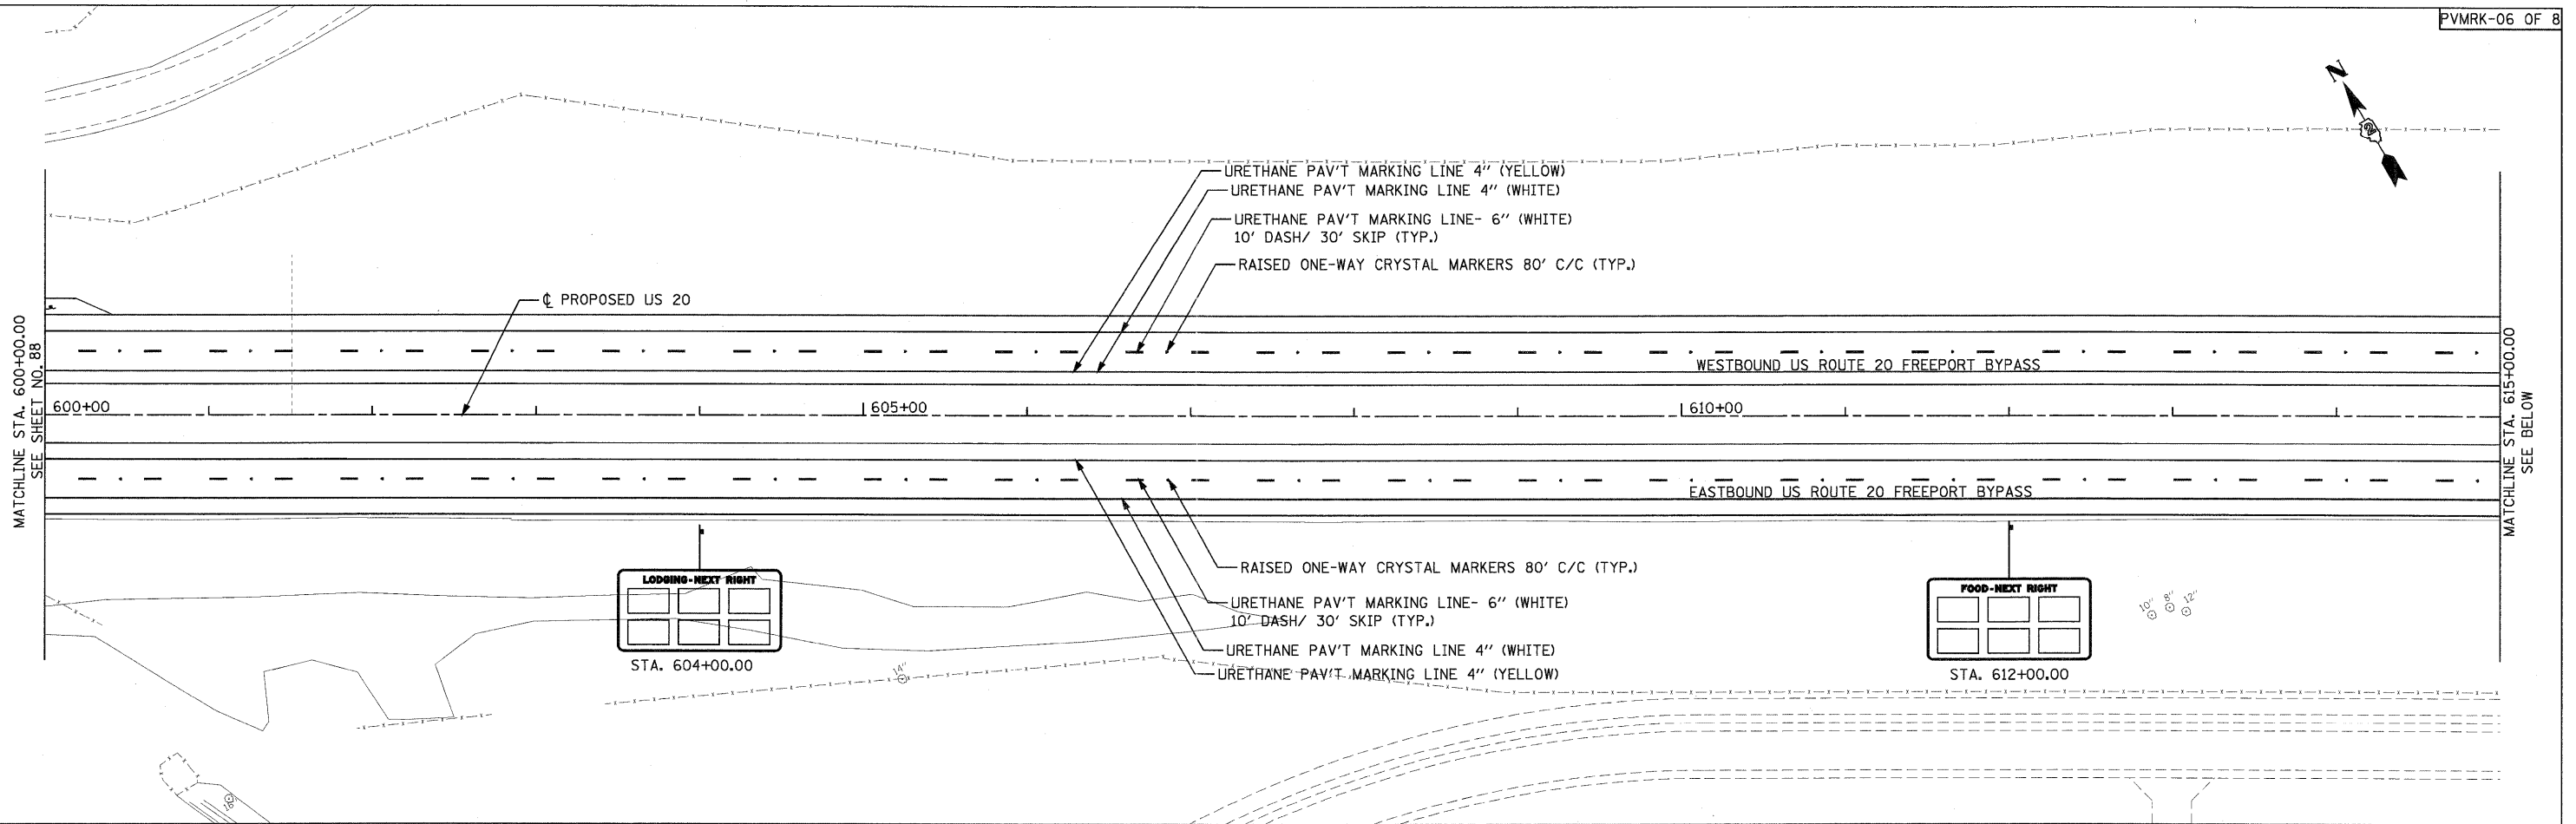 PVMRK-06 OF 8
N
2
URETHANE PAV'T MARKING LINE 4" (YELLOW)
URETHANE PAV'T MARKING LINE 4" (WHITE)
URETHANE PAV'T MARKING LINE- 6" (WHITE)
10' DASH/ 30' SKIP (TYP.)
RAISED ONE-WAY CRYSTAL MARKERS 80' C/C (TYP.)
℄ PROPOSED US 20
MATCHLINE STA. 600+00.00
SEE SHEET NO. 88
WESTBOUND US ROUTE 20 FREEPORT BYPASS
600+00
605+00
610+00
MATCHLINE STA. 615+00.00
SEE BELOW
EASTBOUND US ROUTE 20 FREEPORT BYPASS
RAISED ONE-WAY CRYSTAL MARKERS 80' C/C (TYP.)
URETHANE PAV'T MARKING LINE- 6" (WHITE)
10' DASH/ 30' SKIP (TYP.)
URETHANE PAV'T MARKING LINE 4" (WHITE)
URETHANE PAV'T MARKING LINE 4" (YELLOW)
LODGING-NEXT RIGHT
STA. 604+00.00
FOOD-NEXT RIGHT
STA. 612+00.00
14"
10"
8"
12"